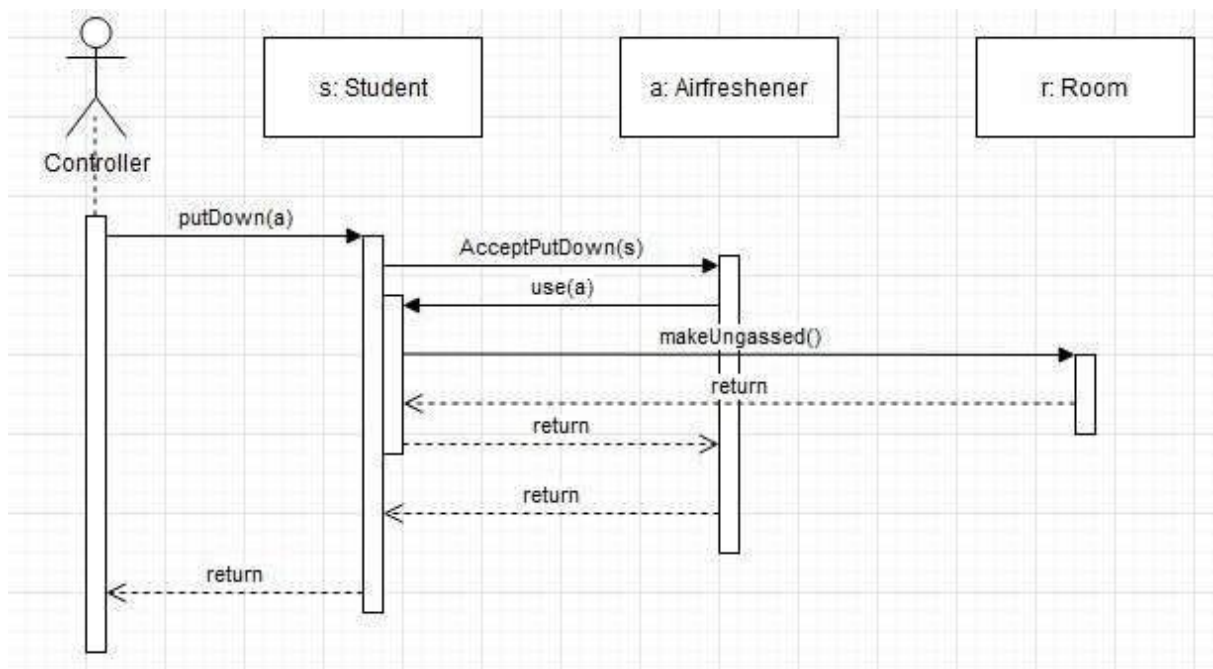 s: Student
a: Airfreshener
r: Room
Controller
putDown(a)
AcceptPutDown(s)
use(a)
makeUngassed()
return
return
return
return